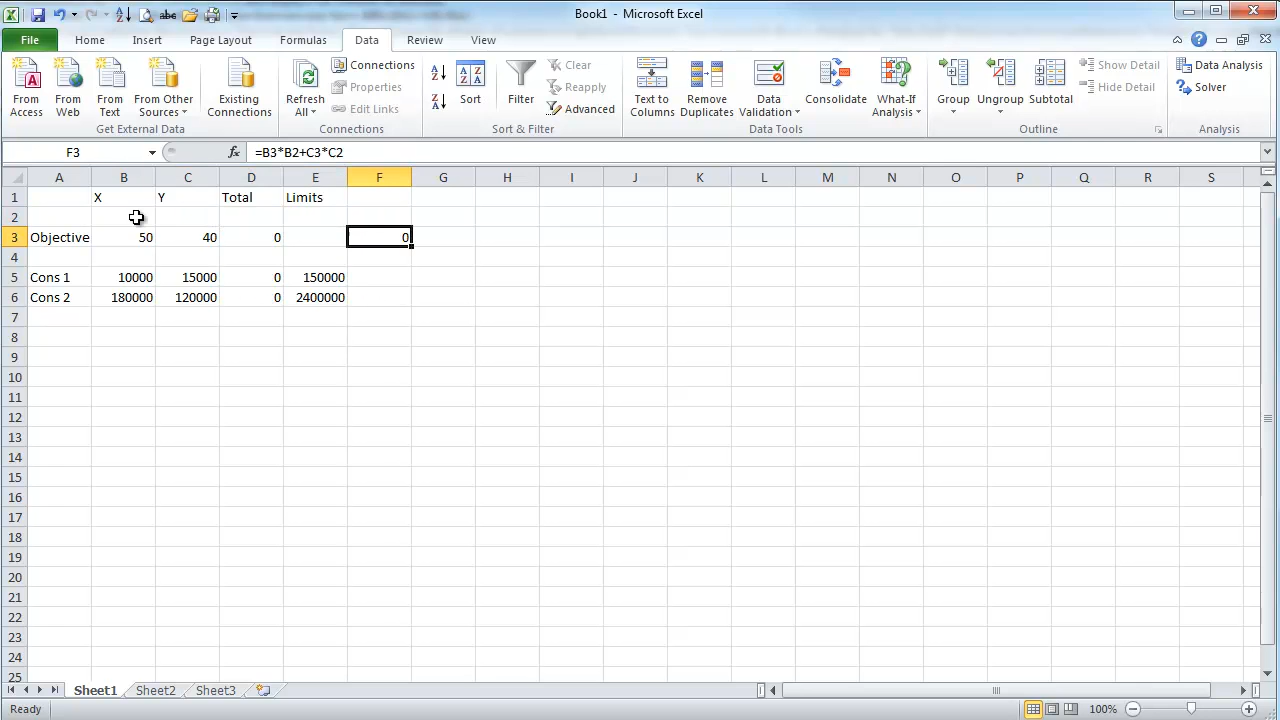 Book1 - Microsoft Excel
File Home Insert Page Layout Formulas Data Review View
From Access
From Web
From Text
From Other Sources
Existing Connections
Get External Data
Refresh All
Connections
Properties
Edit Links
Connections
Sort
Filter
Clear
Reapply
Advanced
Sort & Filter
Text to Columns
Remove Duplicates
Data Validation
Consolidate
What-If Analysis
Data Tools
Group
Ungroup
Subtotal
Show Detail
Hide Detail
Outline
Data Analysis
Solver
Analysis
F3 fx =B3*B2+C3*C2
A B C D E F G H I J K L M N O P Q R S
1 X Y Total Limits
2
3 Objective 50 40 0 0
4
5 Cons 1 10000 15000 0 150000
6 Cons 2 180000 120000 0 2400000
7
8
9
10
11
12
13
14
15
16
17
18
19
20
21
22
23
24
25
Sheet1 Sheet2 Sheet3
Ready 100%